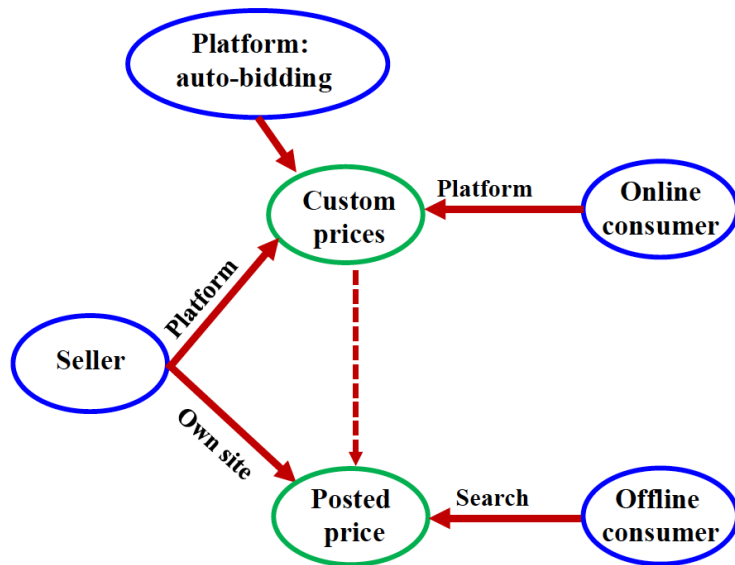 Platform:
auto-bidding
Custom
prices
Platform
Online
consumer
Platform
Seller
Own site
Posted
price
Search
Offline
consumer